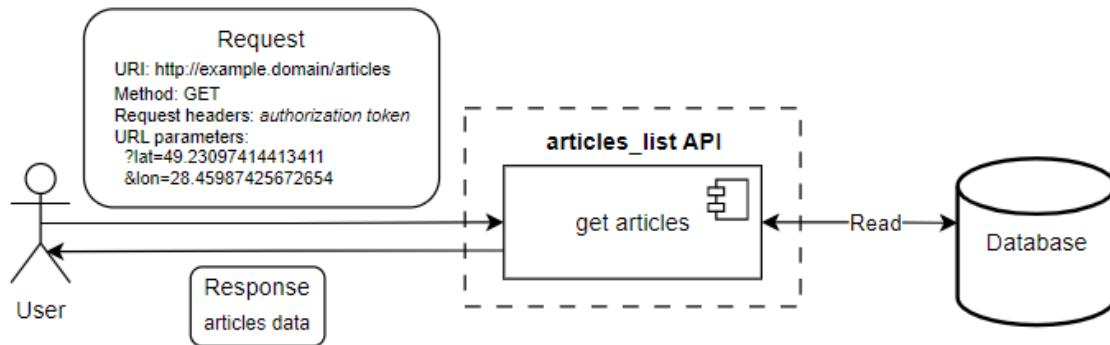 Request
URI: http://example.domain/articles
Method: GET
Request headers: authorization token
URL parameters:
?lat=49.23097414413411
&lon=28.45987425672654
articles_list API
get articles
Read
Database
User
Response
articles data